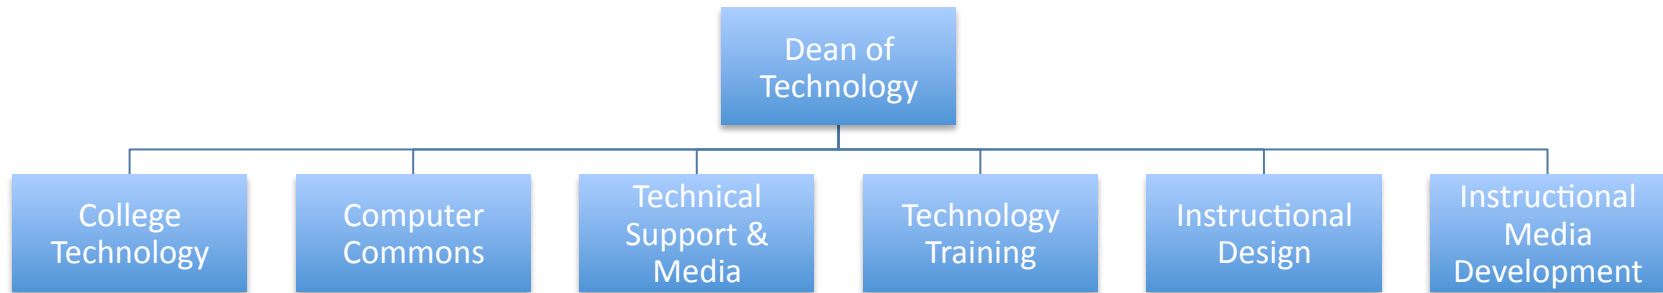 Dean of
Technology
College
Technology
Computer
Commons
Technical
Support &
Media
Technology
Training
Instructional
Design
Instructional
Media
Development